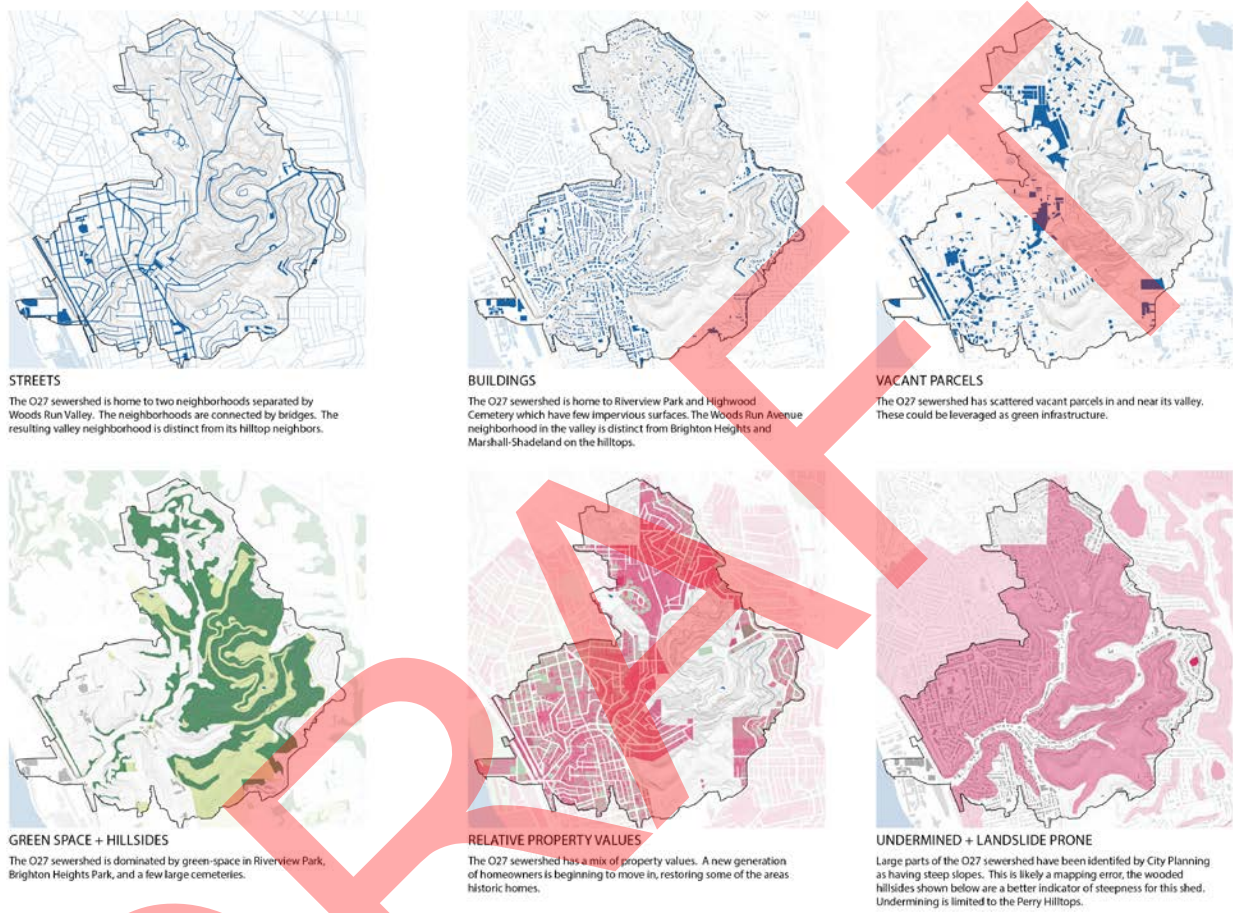 STREETS
The O27 sewershed is home to two neighborhoods separated by
Woods Run Valley. The neighborhoods are connected by bridges. The
resulting valley neighborhood is distinct from its hilltop neighbors.
BUILDINGS
The O27 sewershed is home to Riverview Park and Highwood
Cemetery which have few impervious surfaces. The Woods Run Avenue
neighborhood in the valley is distinct from Brighton Heights and
Marshall-Shadeland on the hilltops.
VACANT PARCELS
The O27 sewershed has scattered vacant parcels in and near its valley.
These could be leveraged as green infrastructure.
GREEN SPACE + HILLSIDES
The O27 sewershed is dominated by green-space in Riverview Park,
Brighton Heights Park, and a few large cemeteries.
RELATIVE PROPERTY VALUES
The O27 sewershed has a mix of property values. A new generation
of homeowners is beginning to move in, restoring some of the areas
historic homes.
UNDERMINED + LANDSLIDE PRONE
Large parts of the O27 sewershed have been identifed by City Planning
as having steep slopes. This is likely a mapping error, the wooded
hillsides shown below are a better indicator of steepness for this shed.
Undermining is limited to the Perry Hilltops.
DRAFT